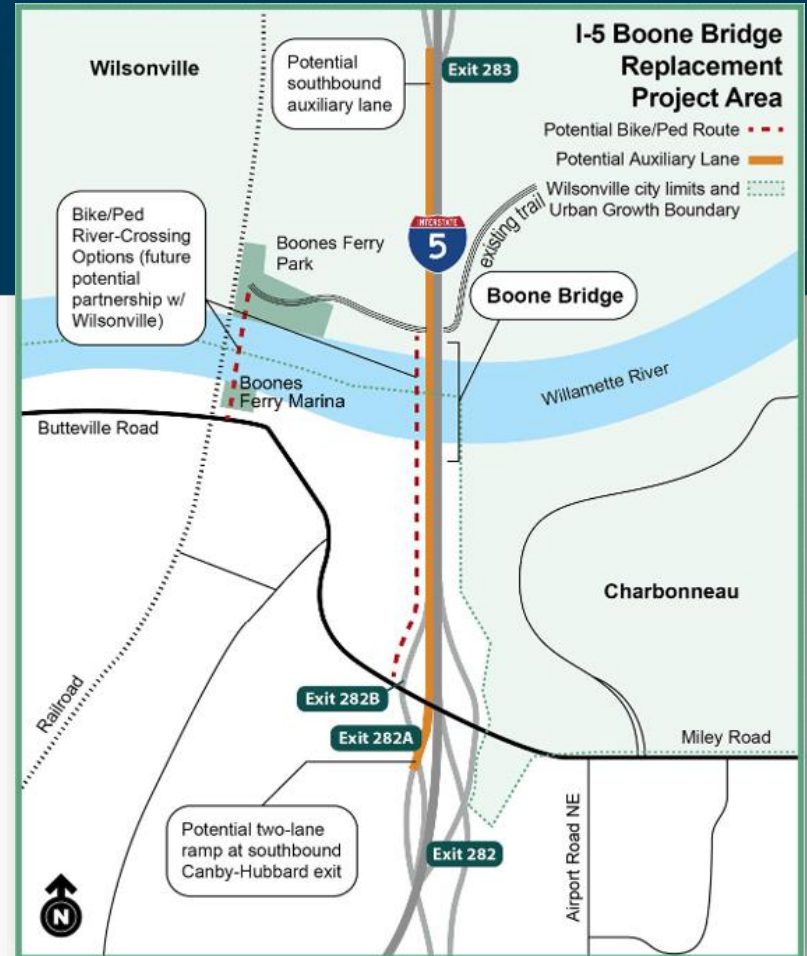 I-5 Boone Bridge
Replacement
Project Area
Potential Bike/Ped Route
Potential Auxiliary Lane
Wilsonville city limits and
Urban Growth Boundary
Wilsonville
Potential
southbound
auxiliary lane
Exit 283
Bike/Ped
River-Crossing
Options (future
potential
partnership w/
Wilsonville)
Boones Ferry
Park
INTERSTATE
5
existing trail
Boone Bridge
Willamette River
Boones
Ferry Marina
Butteville Road
Charbonneau
Railroad
Exit 282B
Exit 282A
Miley Road
Potential two-lane
ramp at southbound
Canby-Hubbard exit
Exit 282
Airport Road NE
N